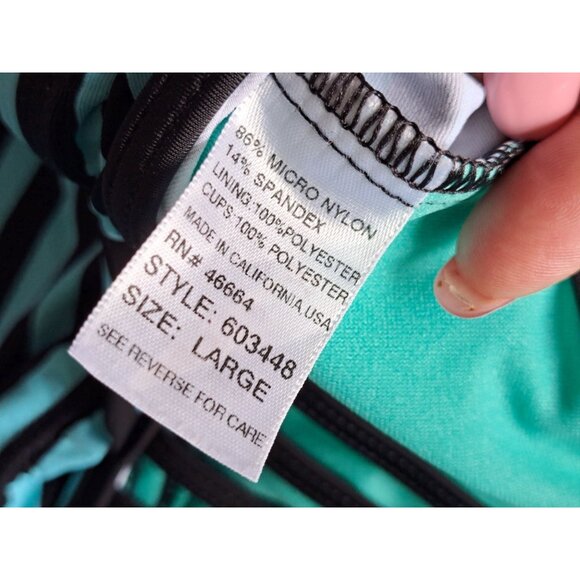 86% MICRO NYLON
14% SPANDEX
LINING:100%POLYESTER
CUPS:100% POLYESTER
MADE IN CALIFORNIA,USA
RN# 46664
STYLE: 603448
SIZE: LARGE
SEE REVERSE FOR CARE